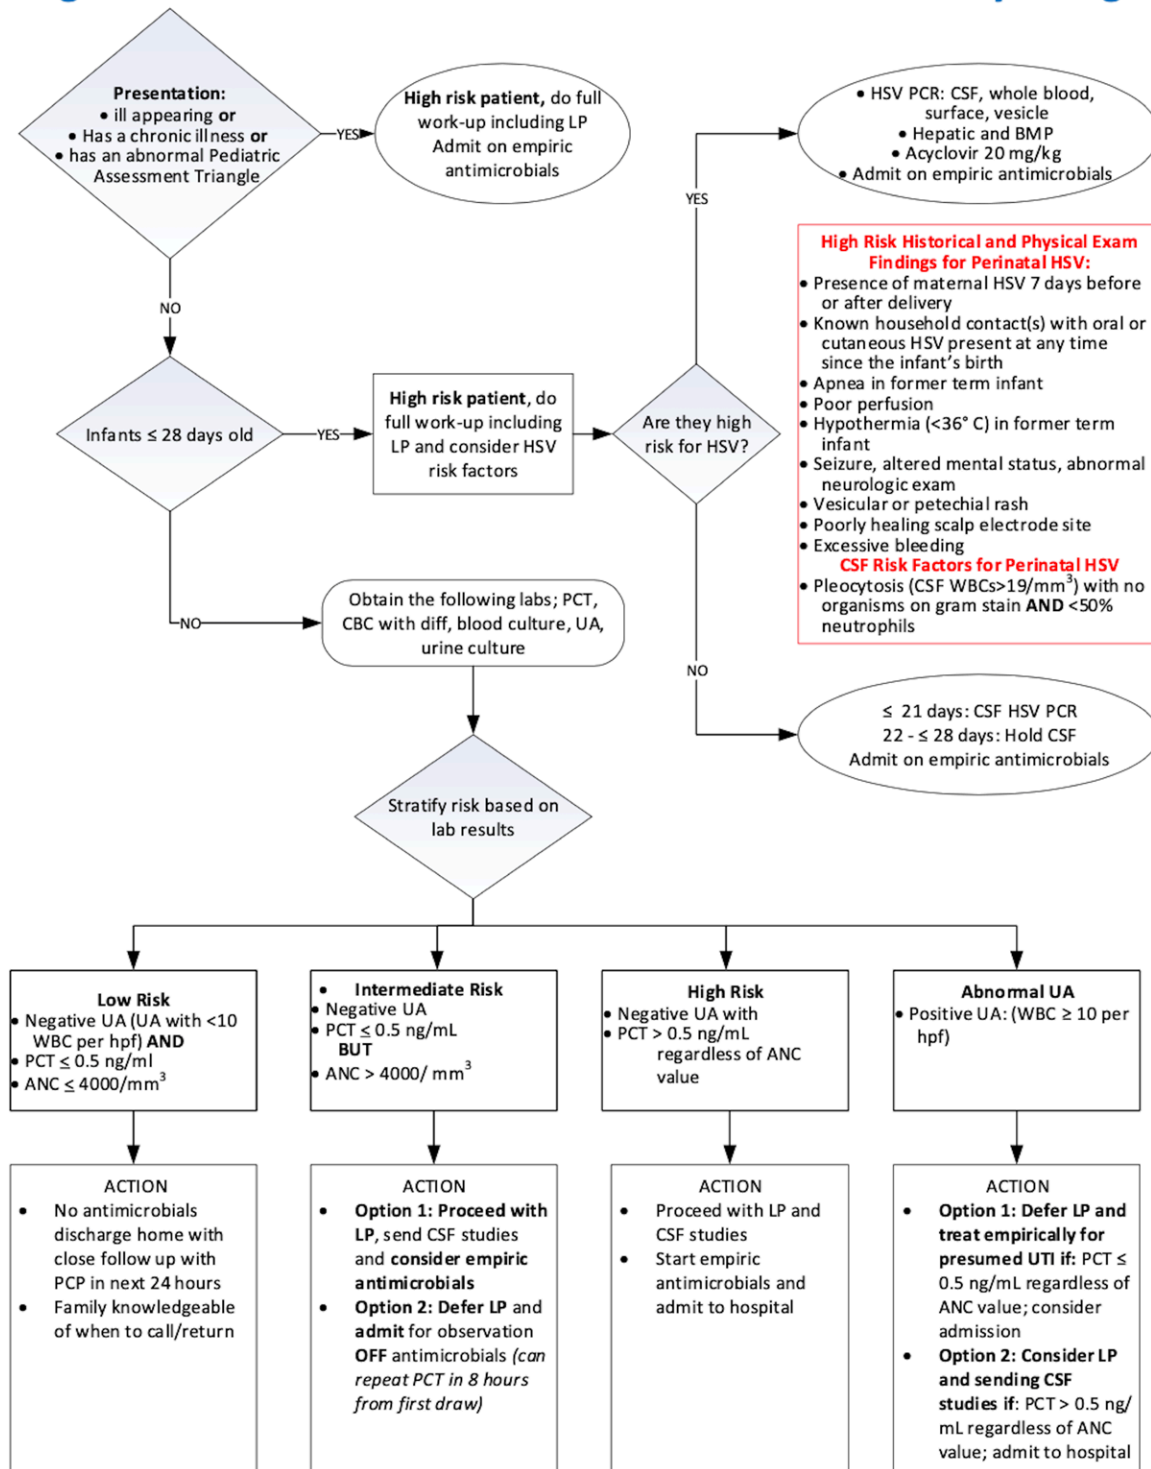 Presentation:
• ill appearing or
• Has a chronic illness or
• has an abnormal Pediatric
Assessment Triangle
YES
High risk patient, do full
work-up including LP
Admit on empiric
antimicrobials
• HSV PCR: CSF, whole blood,
surface, vesicle
• Hepatic and BMP
• Acyclovir 20 mg/kg
• Admit on empiric antimicrobials
YES
High Risk Historical and Physical Exam
Findings for Perinatal HSV:
• Presence of maternal HSV 7 days before
or after delivery
• Known household contact(s) with oral or
cutaneous HSV present at any time
since the infant's birth
• Apnea in former term infant
• Poor perfusion
• Hypothermia (<36° C) in former term
infant
• Seizure, altered mental status, abnormal
neurologic exam
• Vesicular or petechial rash
• Poorly healing scalp electrode site
• Excessive bleeding
CSF Risk Factors for Perinatal HSV
• Pleocytosis (CSF WBCs>19/mm³) with no
organisms on gram stain AND <50%
neutrophils
NO
Infants ≤ 28 days old
YES
High risk patient, do
full work-up including
LP and consider HSV
risk factors
Are they high
risk for HSV?
NO
Obtain the following labs; PCT,
CBC with diff, blood culture, UA,
urine culture
NO
≤ 21 days: CSF HSV PCR
22 - ≤ 28 days: Hold CSF
Admit on empiric antimicrobials
Stratify risk based on
lab results
Low Risk
• Negative UA (UA with <10
WBC per hpf) AND
• PCT ≤ 0.5 ng/ml
• ANC ≤ 4000/mm³
• Intermediate Risk
• Negative UA
• PCT ≤ 0.5 ng/mL
BUT
• ANC > 4000/ mm³
High Risk
• Negative UA with
• PCT > 0.5 ng/mL
regardless of ANC
value
Abnormal UA
• Positive UA: (WBC ≥ 10 per
hpf)
ACTION
• No antimicrobials
discharge home with
close follow up with
PCP in next 24 hours
• Family knowledgeable
of when to call/return
ACTION
• Option 1: Proceed with
LP, send CSF studies
and consider empiric
antimicrobials
• Option 2: Defer LP and
admit for observation
OFF antimicrobials (can
repeat PCT in 8 hours
from first draw)
ACTION
• Proceed with LP and
CSF studies
• Start empiric
antimicrobials and
admit to hospital
ACTION
• Option 1: Defer LP and
treat empirically for
presumed UTI if: PCT ≤
0.5 ng/mL regardless of
ANC value; consider
admission
• Option 2: Consider LP
and sending CSF
studies if: PCT > 0.5 ng/
mL regardless of ANC
value; admit to hospital